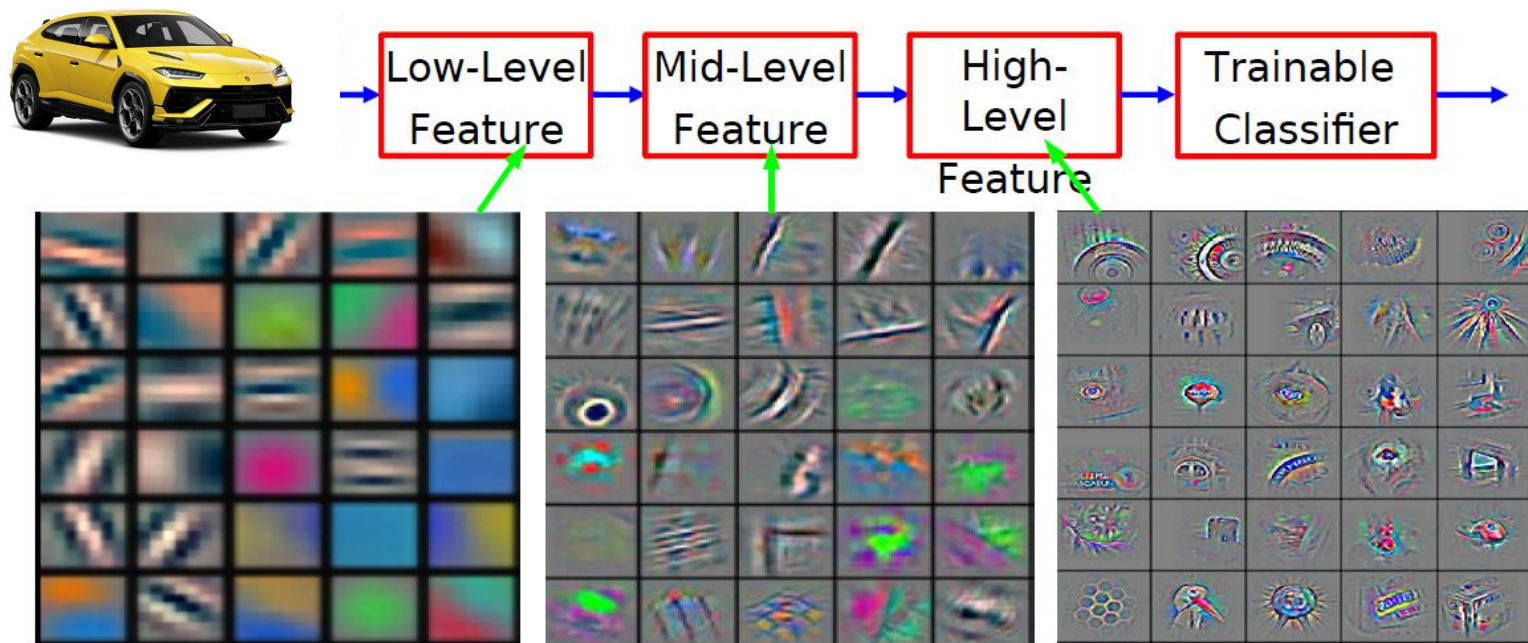 Low-Level
Feature
Mid-Level
Feature
High-
Level
Feature
Trainable
Classifier